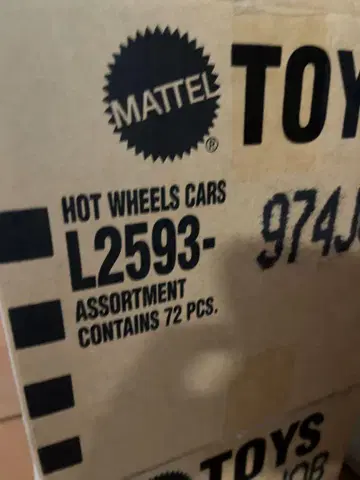 MATTEL®
TOY
HOT WHEELS CARS
L2593-
974J
ASSORTMENT
CONTAINS 72 PCS.
TOYS